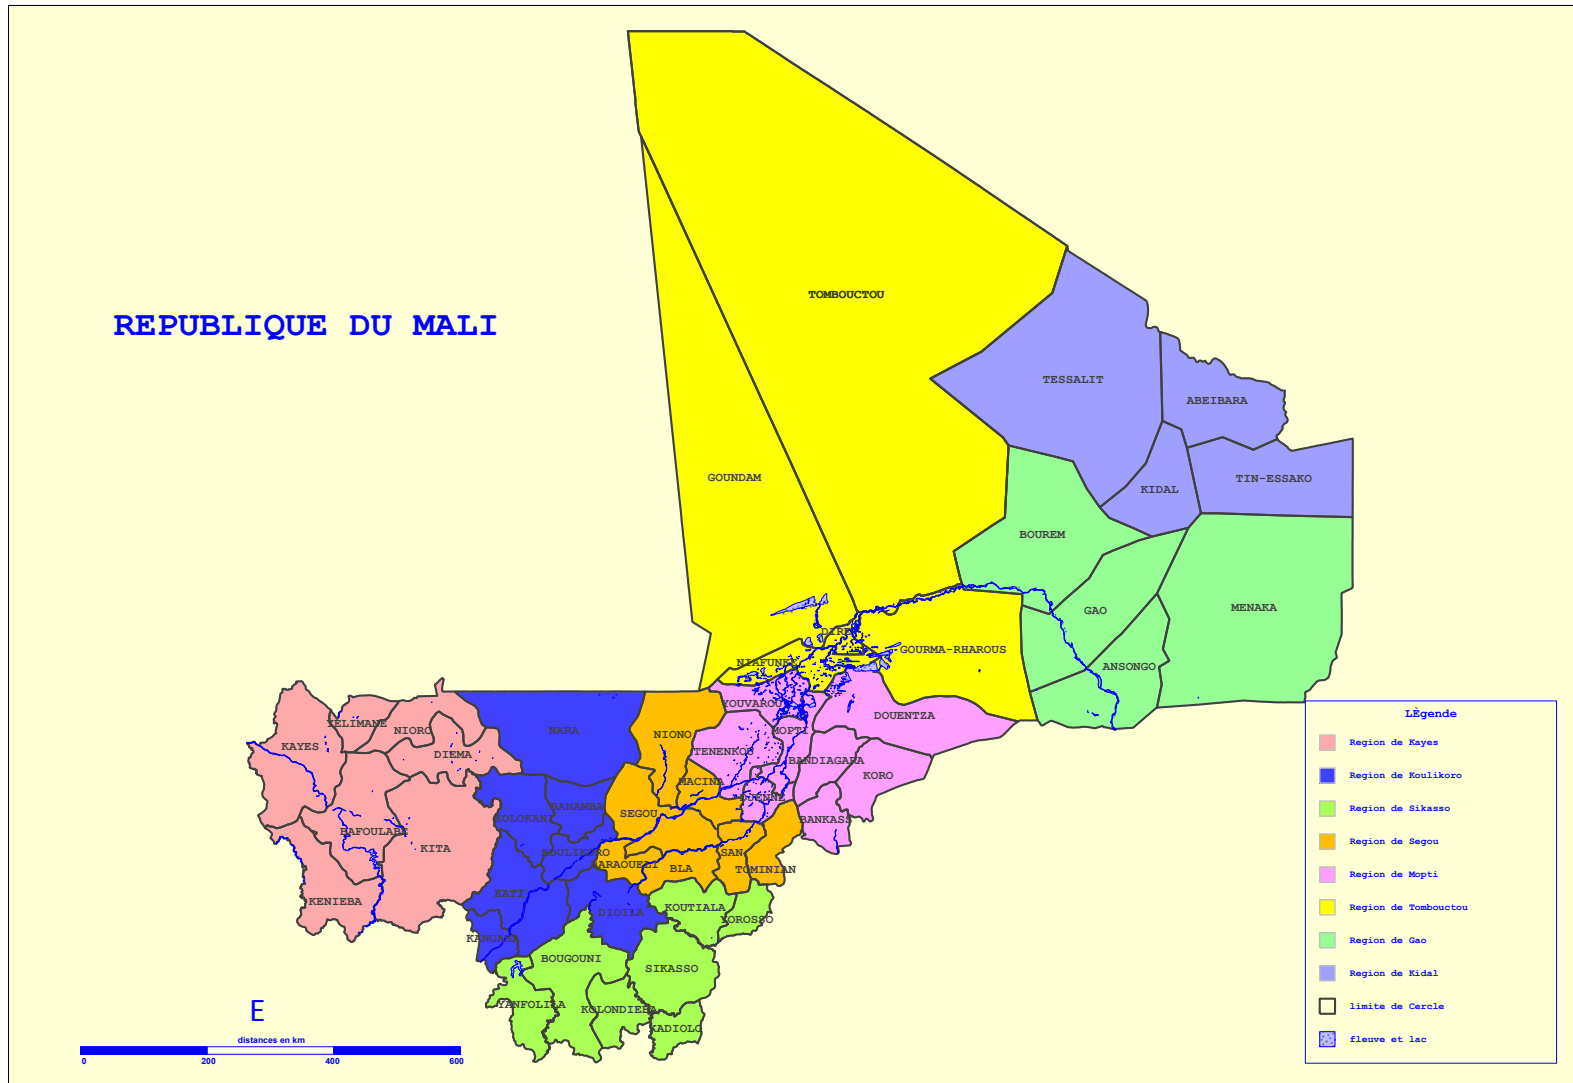 REPUBLIQUE DU MALI
TOMBOUCTOU
TESSALIT
ABEIBARA
GOUNDAM
KIDAL
TIN-ESSAKO
BOUREM
GAO
MENAKA
DIRE
GOURMA-RHAROUS
NIAFUNKE
ANSONGO
YOUVAROU
DOUENTZA
YELIMANE
NIORO
NARA
NIONO
MOPTI
KAYES
DIEMA
TENENKOU
BANDIAGARA
KORO
MACINA
DJENNE
BANAMBA
SEGOU
KOLOKANI
BANKASS
BAFOULABE
KITA
KOULIKORO
BARAOUELI
BLA
SAN
TOMINIAN
KENIEBA
KATI
DIOILA
KOUTIALA
YOROSSO
KANGABA
BOUGOUNI
SIKASSO
YANFOLILA
KOLONDIEBA
KADIOLO
LÈgende
Region de Kayes
Region de Koulikoro
Region de Sikasso
Region de Segou
Region de Mopti
Region de Tombouctou
Region de Gao
Region de Kidal
limite de Cercle
fleuve et lac
E
distances en km
0 200 400 600